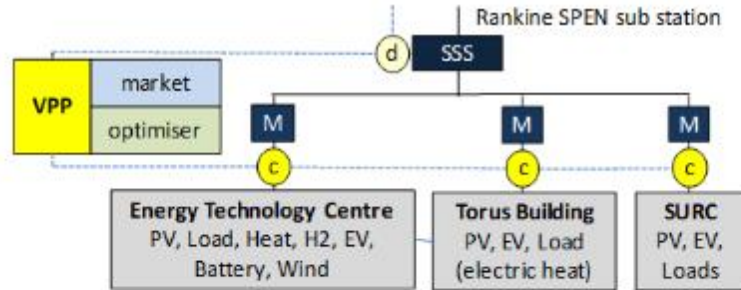 Rankine SPEN sub station
d
SSS
VPP
market
optimiser
M
M
M
c
c
c
Energy Technology Centre
PV, Load, Heat, H2, EV,
Battery, Wind
Torus Building
PV, EV, Load
(electric heat)
SURC
PV, EV,
Loads